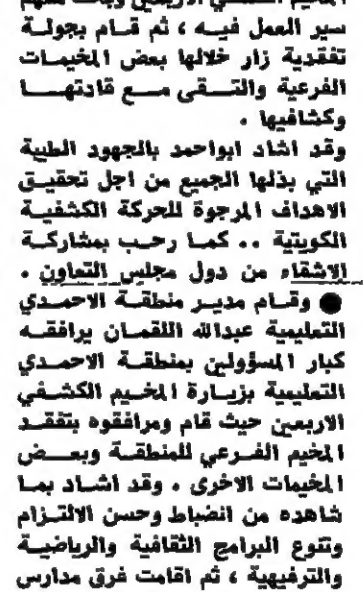 سير العمل فيه ، ثم قام بجولة
تفقدية زار خلالها بعض المخيمات
الفرعية والتقى مع قادتها
وكشافيها .
وقد اشاد ابواحمد بالجهود الطيبة
التي بذلها الجميع من اجل تحقيق
الاهداف المرجوة للحركة الكشفية
الكويتية .. كما رحب بمشاركة
الاشقاء من دول مجلس التعاون .
● وقام مدير منطقة الاحمدي
التعليمية عبدالله اللقمان يرافقه
كبار المسؤولين بمنطقة الاحمدي
التعليمية بزيارة المخيم الكشفي
الاربعين حيث قام ومرافقوه بتفقد
المخيم الفرعي للمنطقة وبعض
المخيمات الاخرى . وقد اشاد بما
شاهده من انضباط وحسن الالتزام
وتنوع البرامج الثقافية والرياضية
والترفيهية ، ثم اقامت فرق مدارس